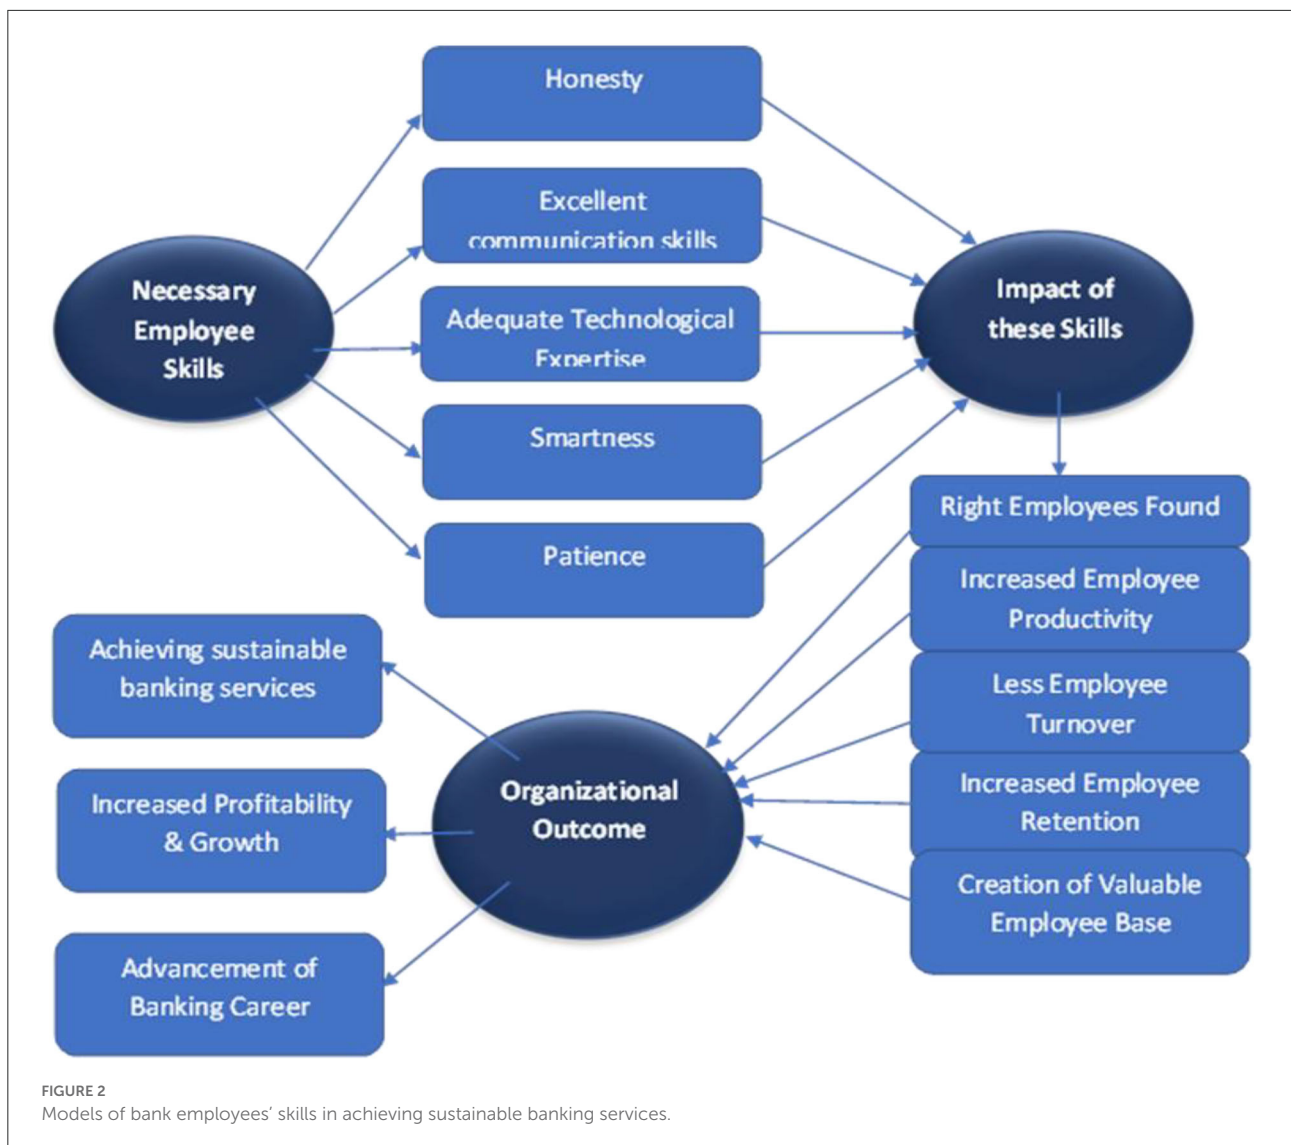 Honesty
Excellent
communication skills
Necessary
Employee
Skills
Adequate Technological
Expertise
Impact of
these Skills
Smartness
Patience
Right Employees Found
Increased Employee
Productivity
Less Employee
Turnover
Increased Employee
Retention
Creation of Valuable
Employee Base
Organizational
Outcome
Achieving sustainable
banking services
Increased Profitability
& Growth
Advancement of
Banking Career
FIGURE 2
Models of bank employees’ skills in achieving sustainable banking services.